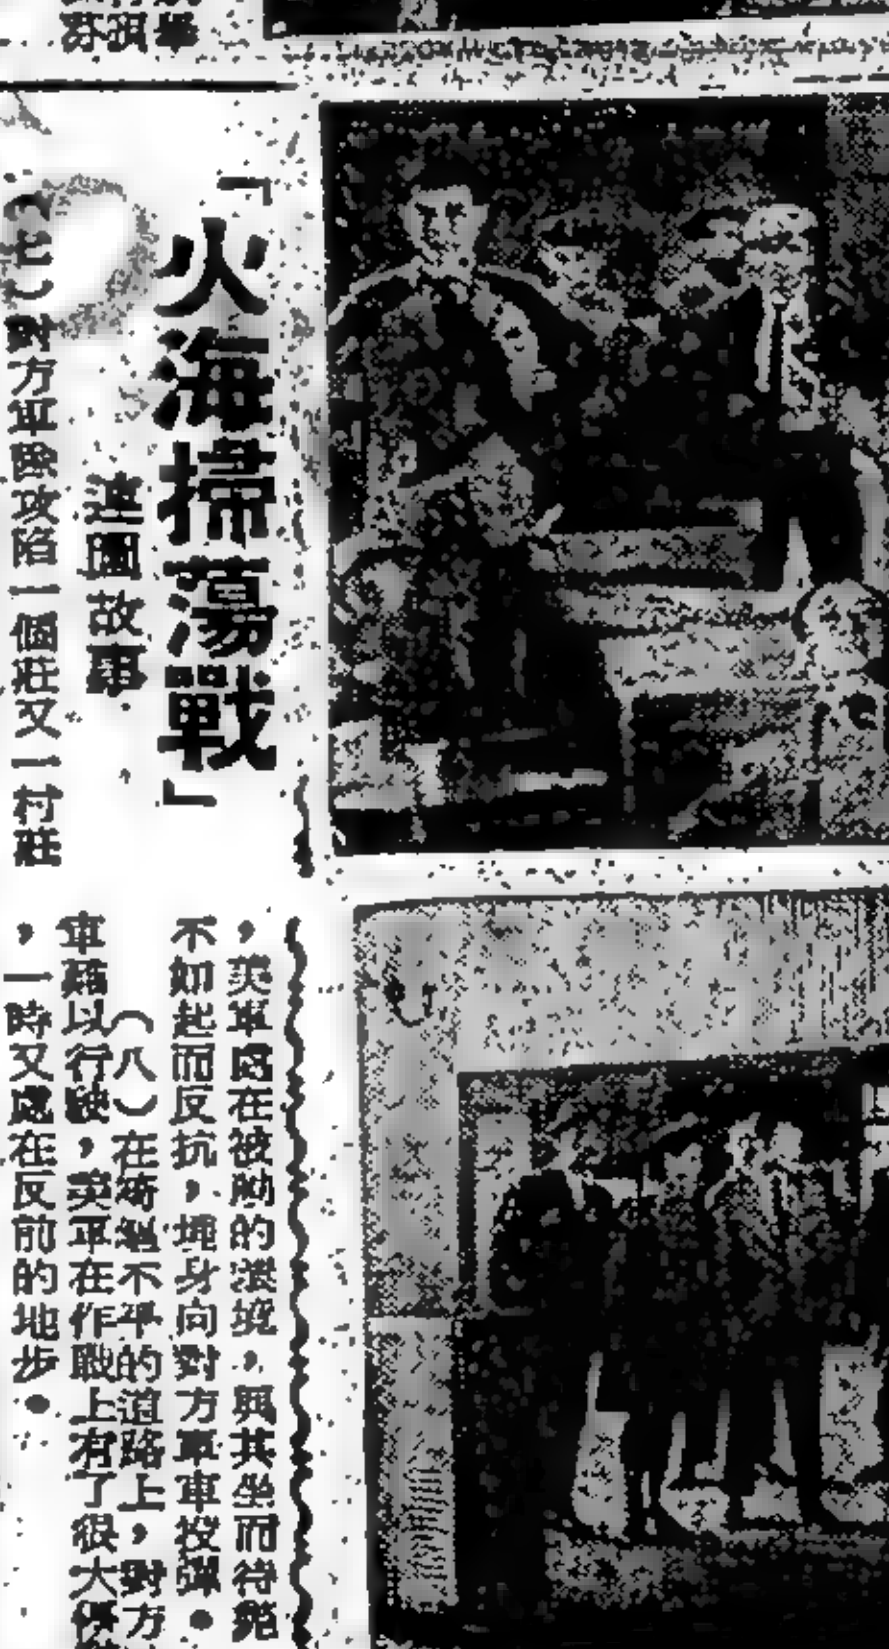 「火海掃蕩戰」
連圖故事
（七）對方軍隊攻陷一個莊又一村莊
，英軍處在被動的環境，與其坐而待斃
不如起而反抗，挺身向對方軍車投彈。
（八）在崎嶇不平的道路上，對方
軍難以行駛，英軍在作戰上有了很大優
，一時又處在反前的地步。